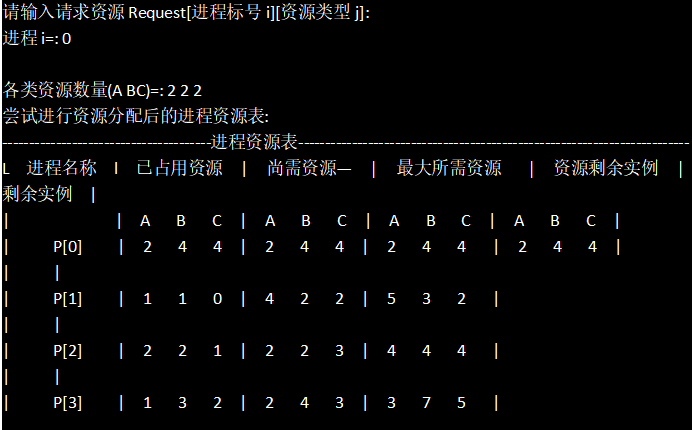 请输入请求资源 Request[进程标号 i][资源类型 j]:
进程 i=: 0
各类资源数量(A BC)=: 2 2 2
尝试进行资源分配后的进程资源表:
------------------------------------进程资源表------------------------------------------------------------------------
L 进程名称 l 已占用资源 | 尚需资源— | 最大所需资源 | 资源剩余实例 |
剩余实例 |
| | A B C | A B C | A B C | A B C |
| P[0] | 2 4 4 | 2 4 4 | 2 4 4 | 2 4 4 |
| |
| P[1] | 1 1 0 | 4 2 2 | 5 3 2 |
| |
| P[2] | 2 2 1 | 2 2 3 | 4 4 4 |
| |
| P[3] | 1 3 2 | 2 4 3 | 3 7 5 |